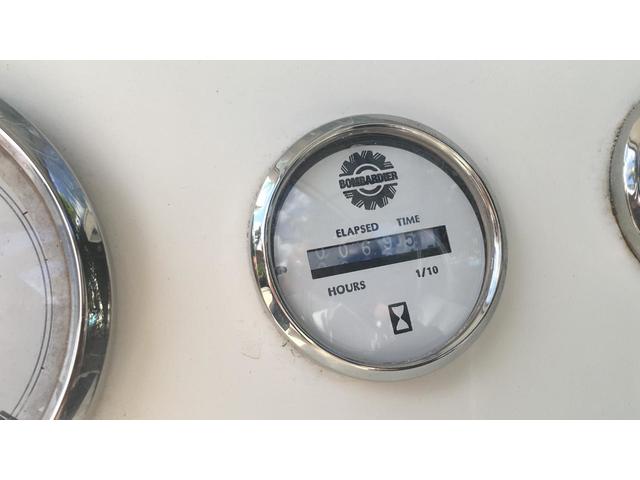 BOMBARDIER
ELAPSED TIME
00695
HOURS 1/10